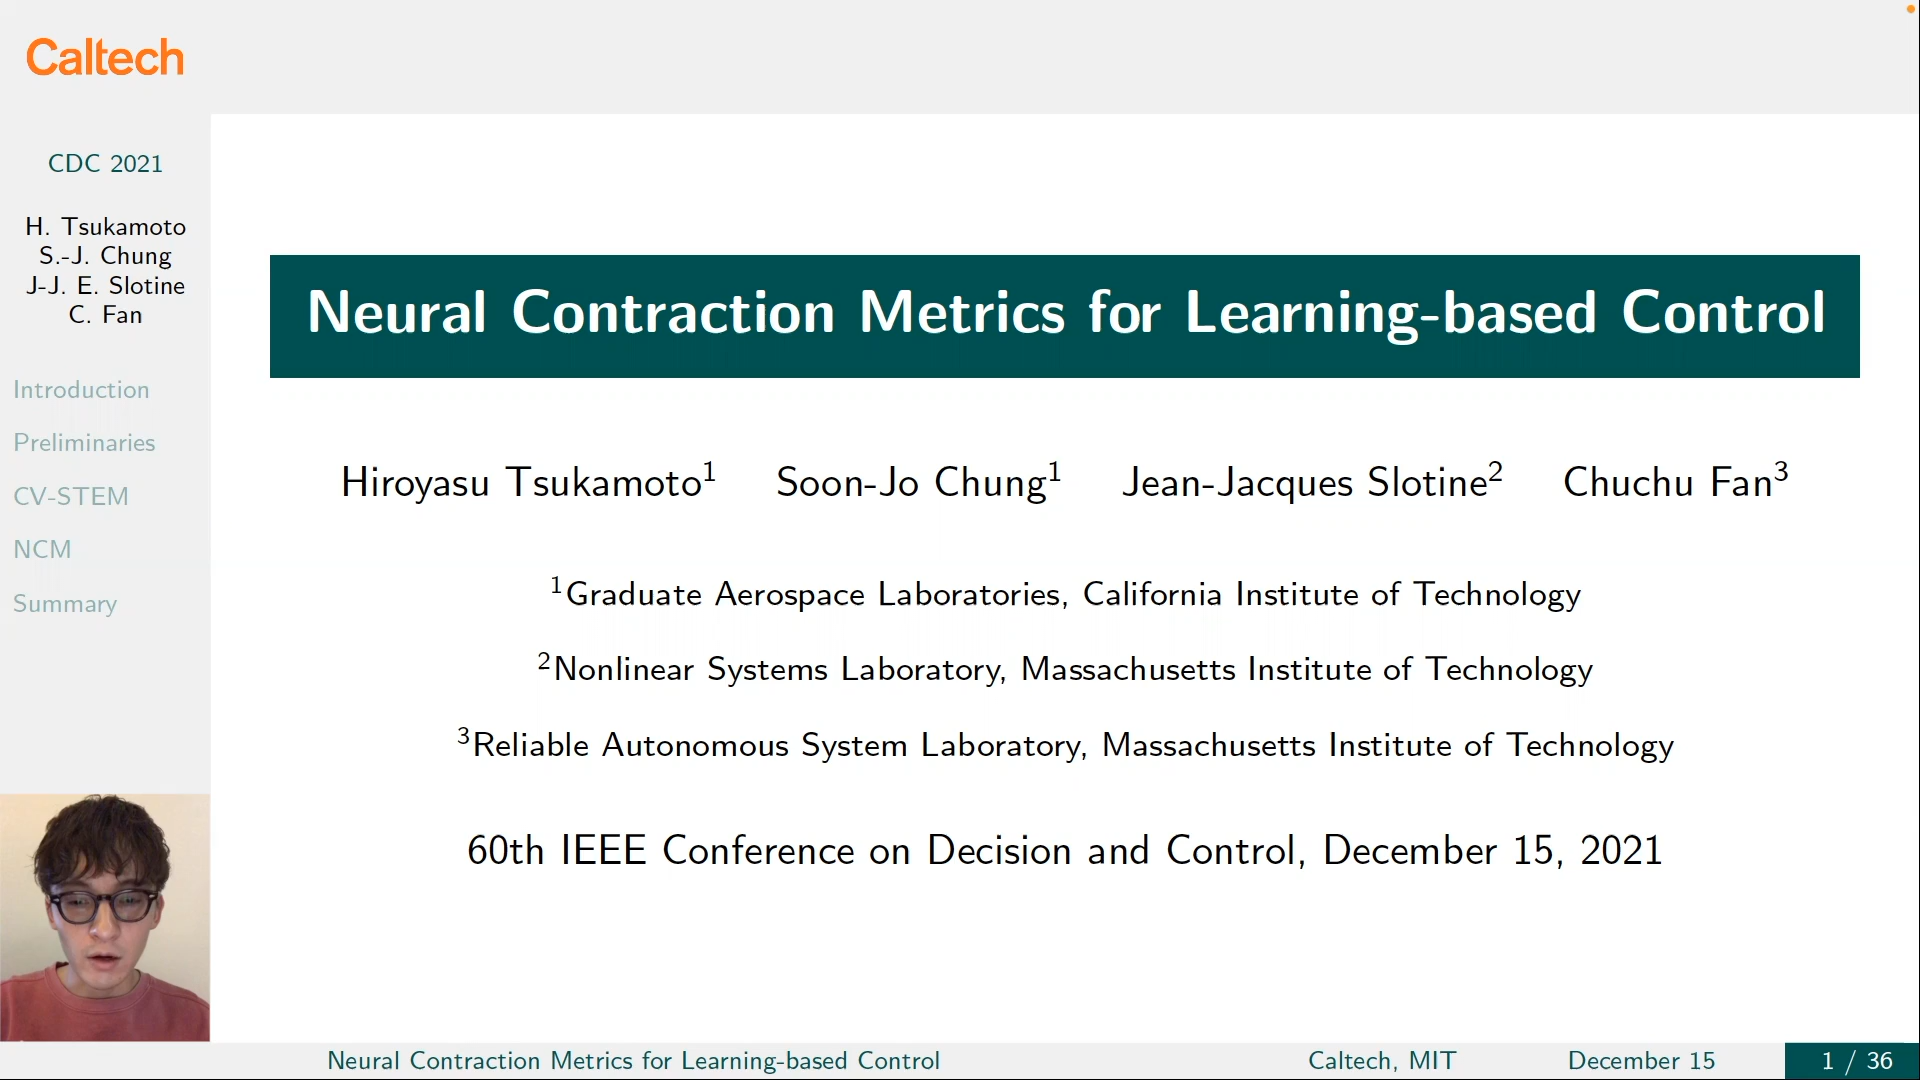 Caltech
CDC 2021
H. Tsukamoto
S.-J. Chung
J-J. E. Slotine
C. Fan
Introduction
Preliminaries
CV-STEM
NCM
Summary
Neural Contraction Metrics for Learning-based Control
Hiroyasu Tsukamoto¹ Soon-Jo Chung¹ Jean-Jacques Slotine² Chuchu Fan³
¹Graduate Aerospace Laboratories, California Institute of Technology
²Nonlinear Systems Laboratory, Massachusetts Institute of Technology
³Reliable Autonomous System Laboratory, Massachusetts Institute of Technology
60th IEEE Conference on Decision and Control, December 15, 2021
Neural Contraction Metrics for Learning-based Control Caltech, MIT December 15 1 / 36